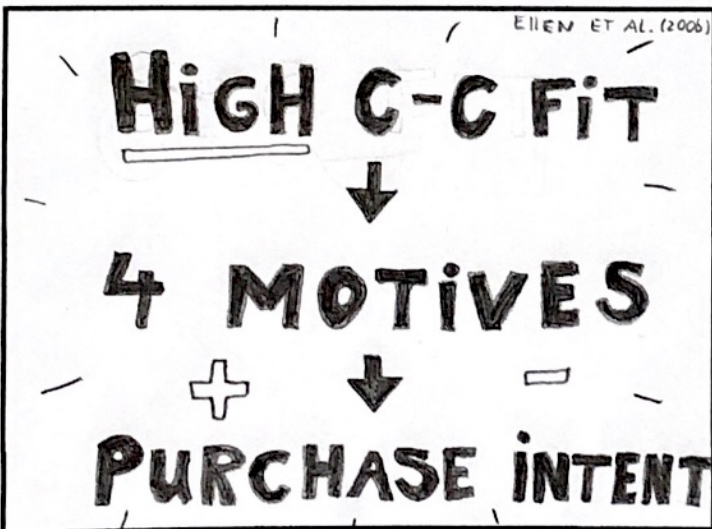 EllEN ET AL. (2006)
HiGH C-C FiT
4 MOTiVES
+ -
PURCHASE iNTENT